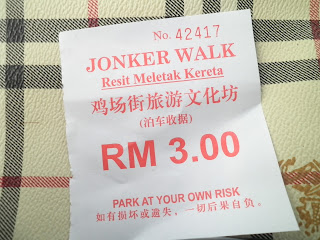 No. 42417
JONKER WALK
Resit Meletak Kereta
鸡场街旅游文化坊
(泊车收据)
RM 3.00
PARK AT YOUR OWN RISK
如有损坏或遗失，一切后果自负。